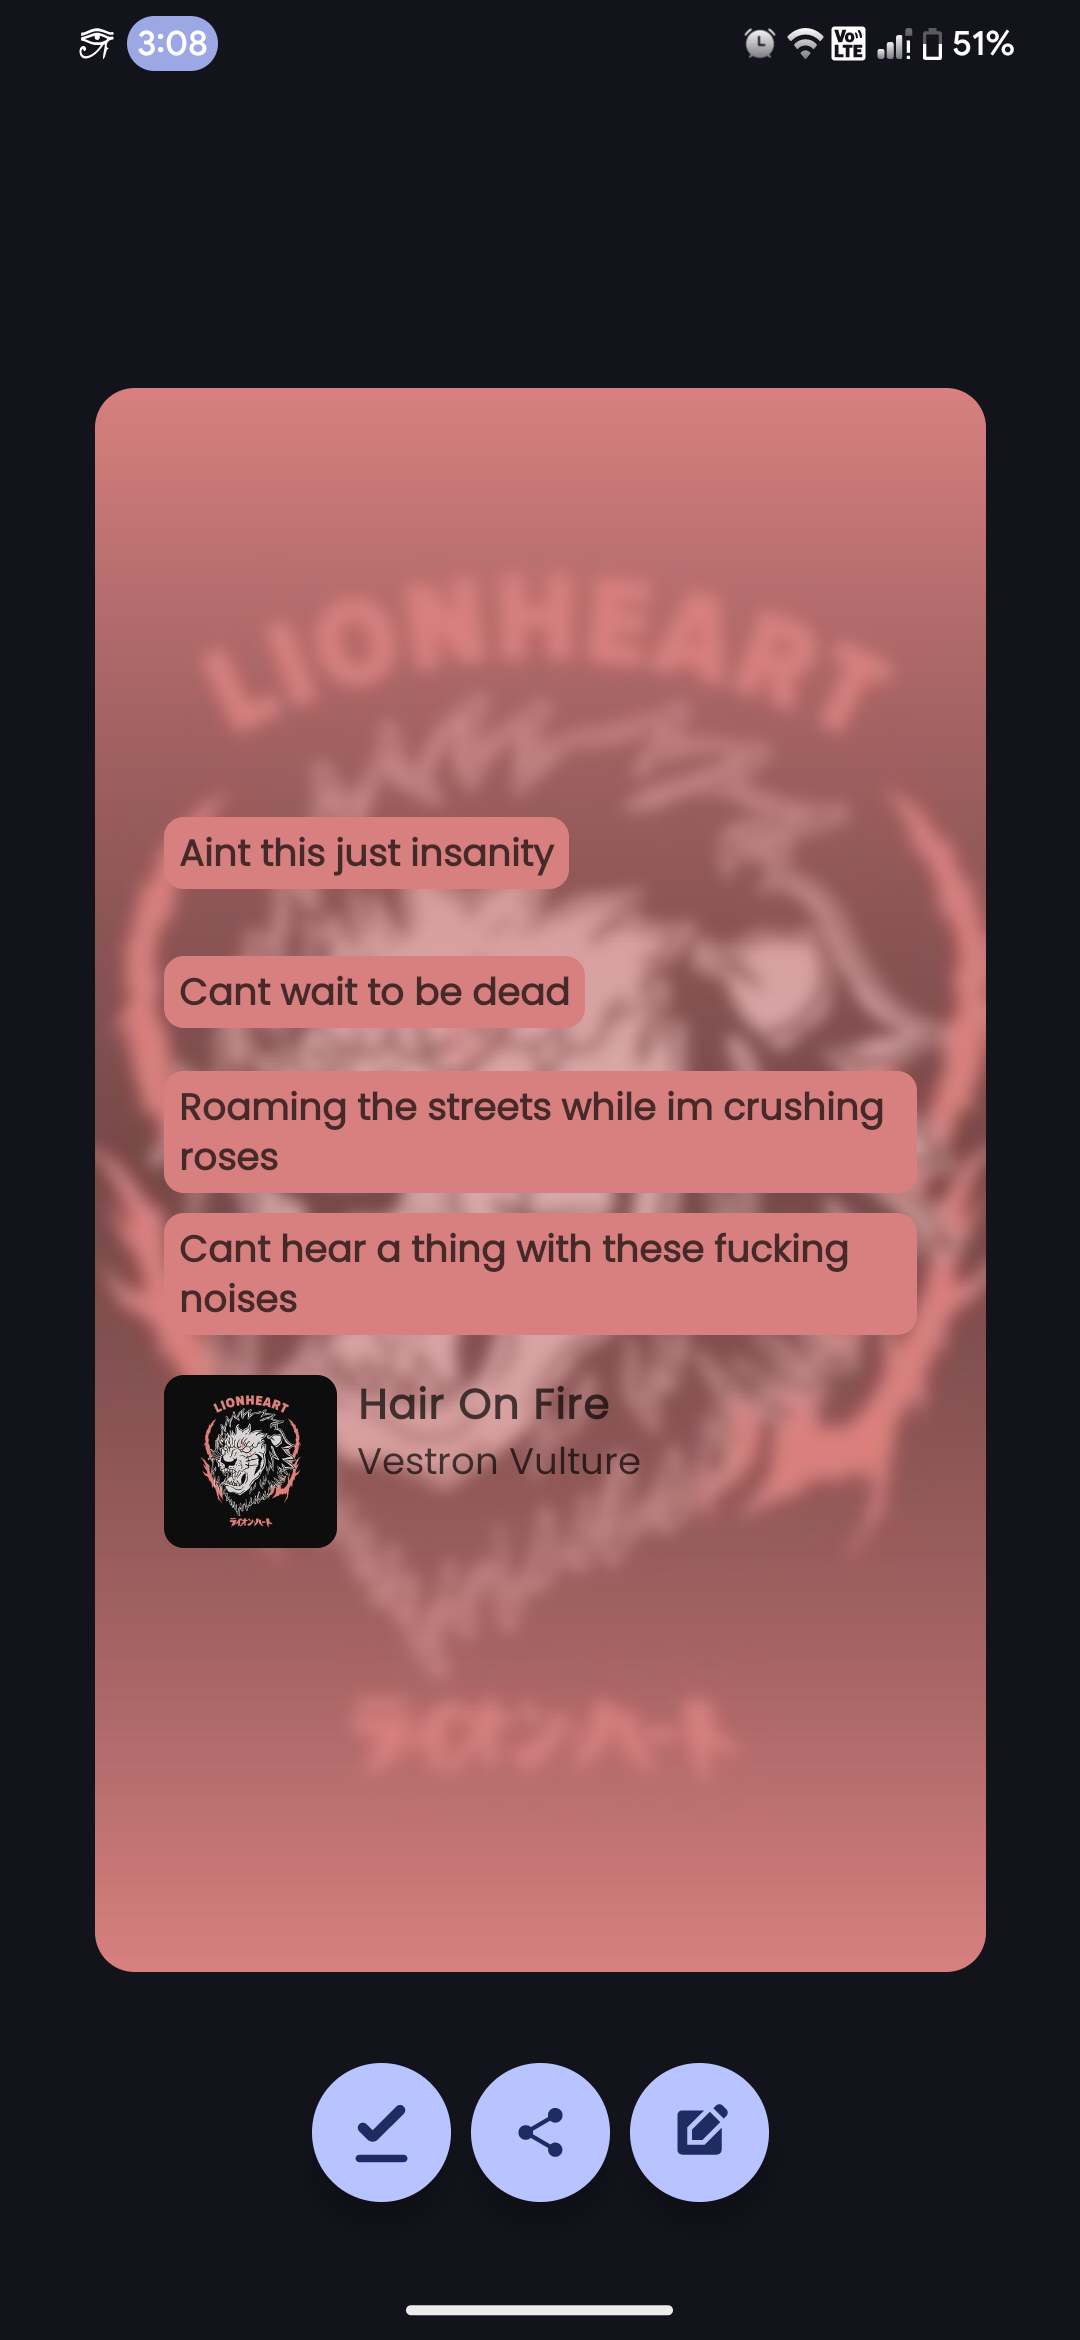 3:08
Vo))
LTE
51%
LIONHEART
Aint this just insanity
Cant wait to be dead
Roaming the streets while im crushing
roses
Cant hear a thing with these fucking
noises
LIONHEART
Hair On Fire
Vestron Vulture
ライオンハート
ライオンハート